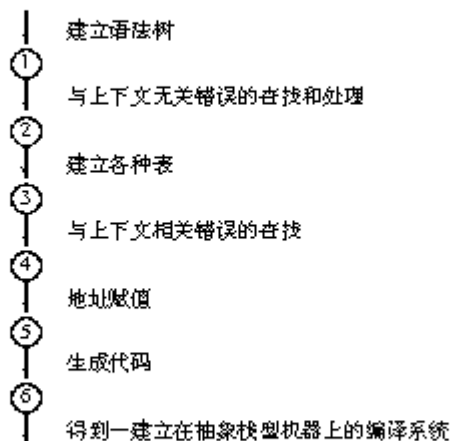 建立语法树
1
与上下文无关错误的查找和处理
2
建立各种表
3
与上下文相关错误的查找
4
地址赋值
5
生成代码
6
得到一建立在抽象栈型机器上的编译系统